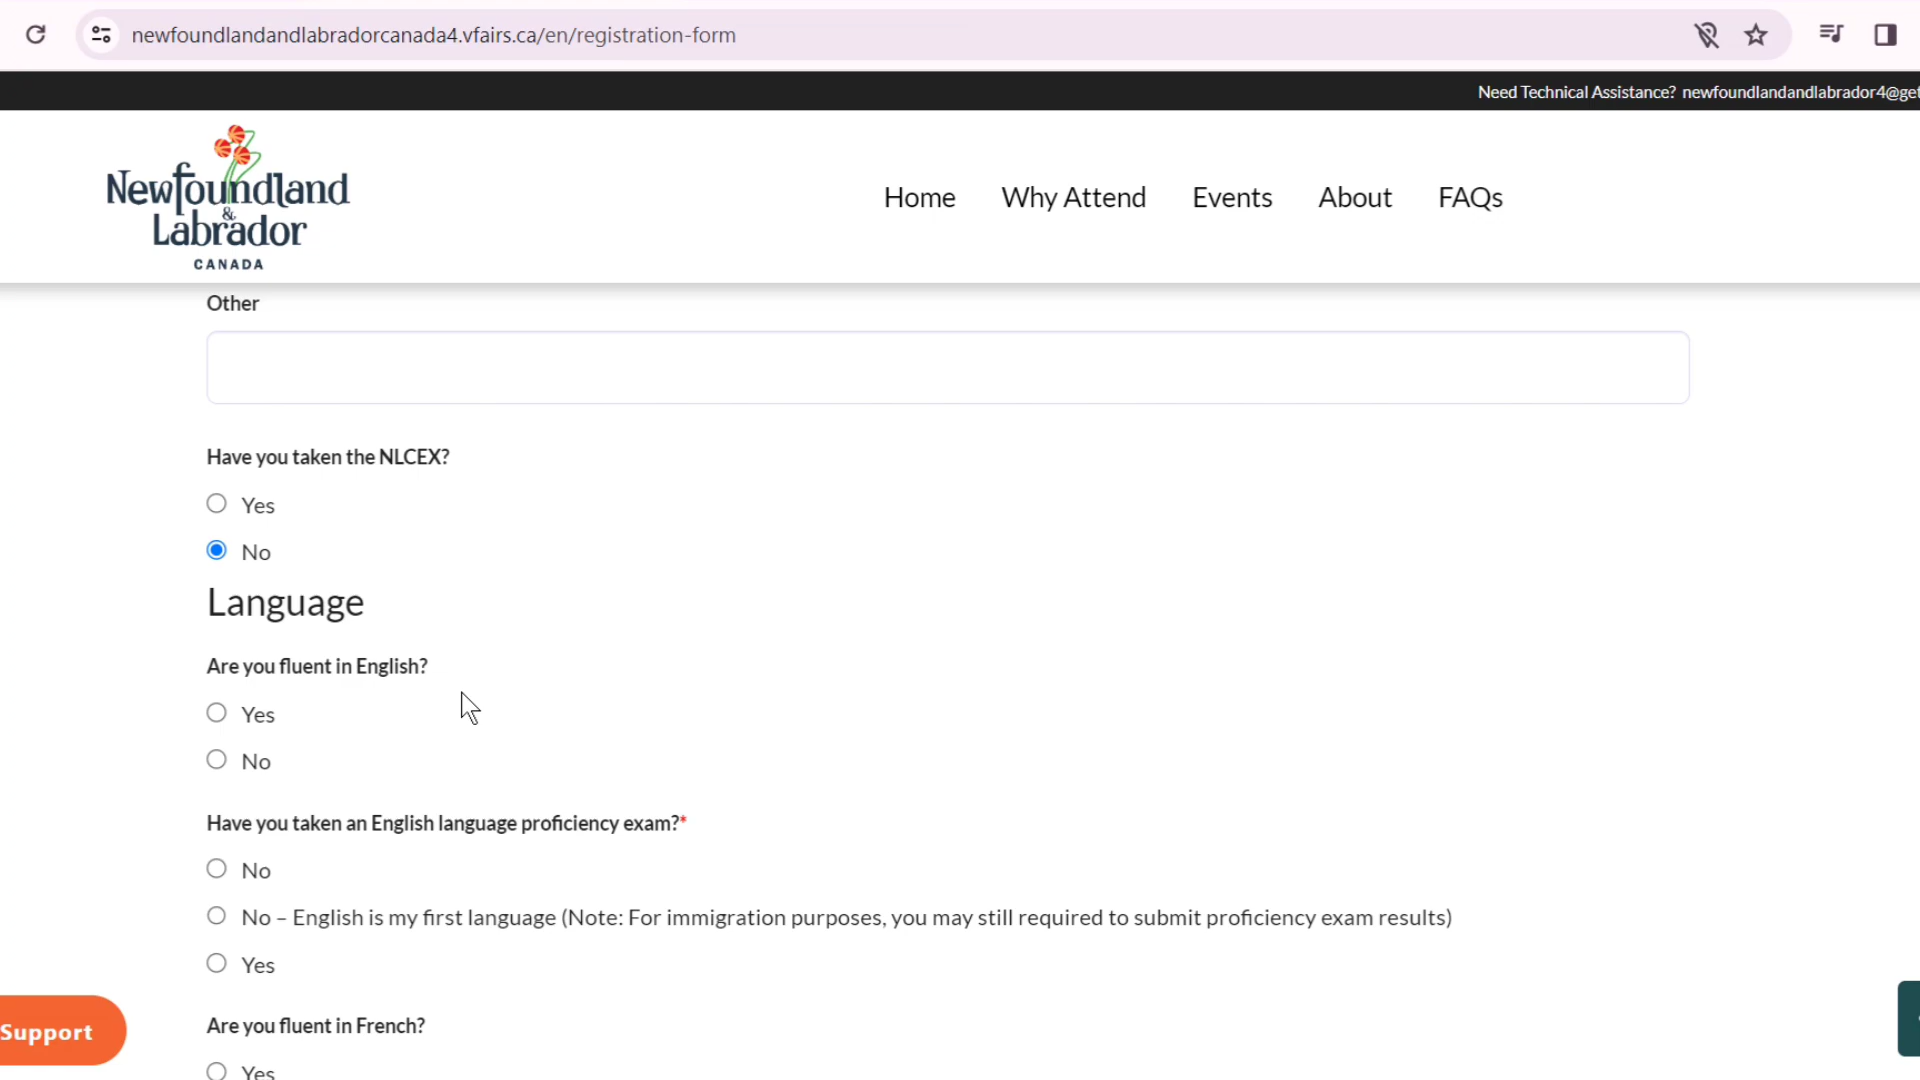 newfoundlandandlabradorcanada4.vfairs.ca/en/registration-form
Need Technical Assistance? newfoundlandandlabrador4@get
Newfoundland
&
Labrador
CANADA
Home
Why Attend
Events
About
FAQs
Other
Have you taken the NLCEX?
Yes
No
Language
Are you fluent in English?
Yes
No
Have you taken an English language proficiency exam?*
No
No – English is my first language (Note: For immigration purposes, you may still required to submit proficiency exam results)
Yes
Support
Are you fluent in French?
Yes